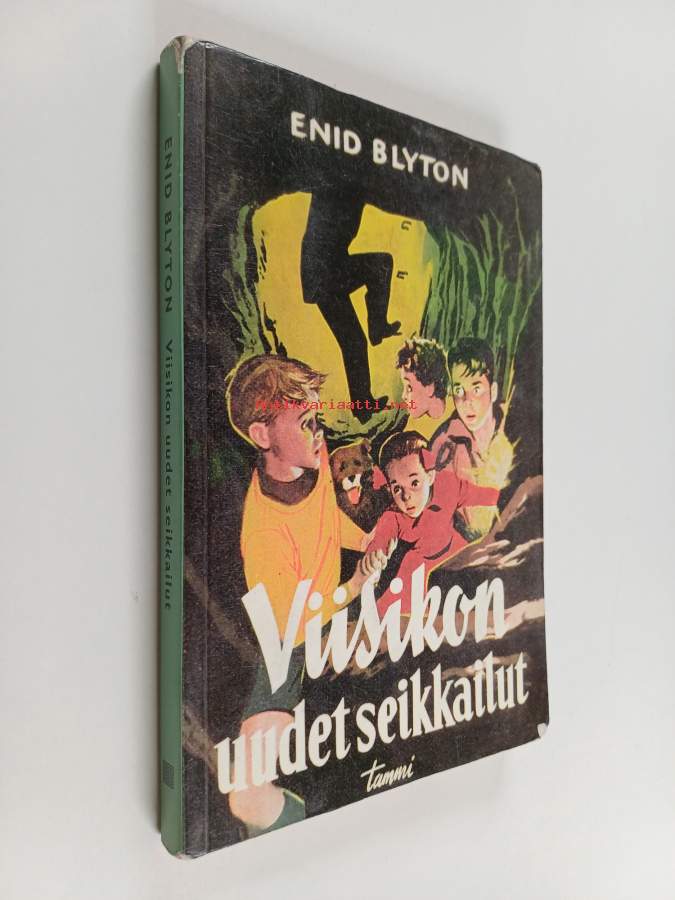 ENID BLYTON
Viisikon
uudet seikkailut
tammi
ENID BLYTON Viisikon uudet seikkailut
antikvariaatti.net